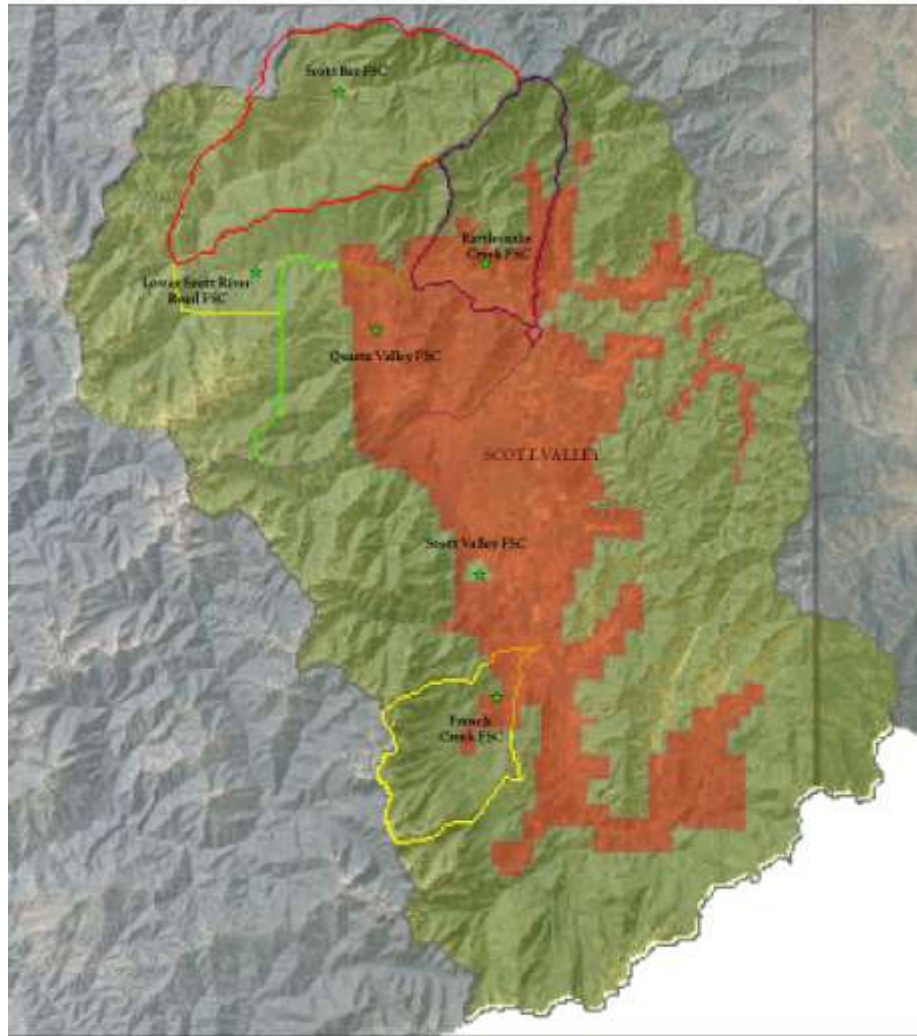 Scott Bar FSC
Rattlesnake
Creek FSC
Lower Scott River
Road FSC
Quartz Valley FSC
SCOTT VALLEY
Scott Valley FSC
French
Creek FSC